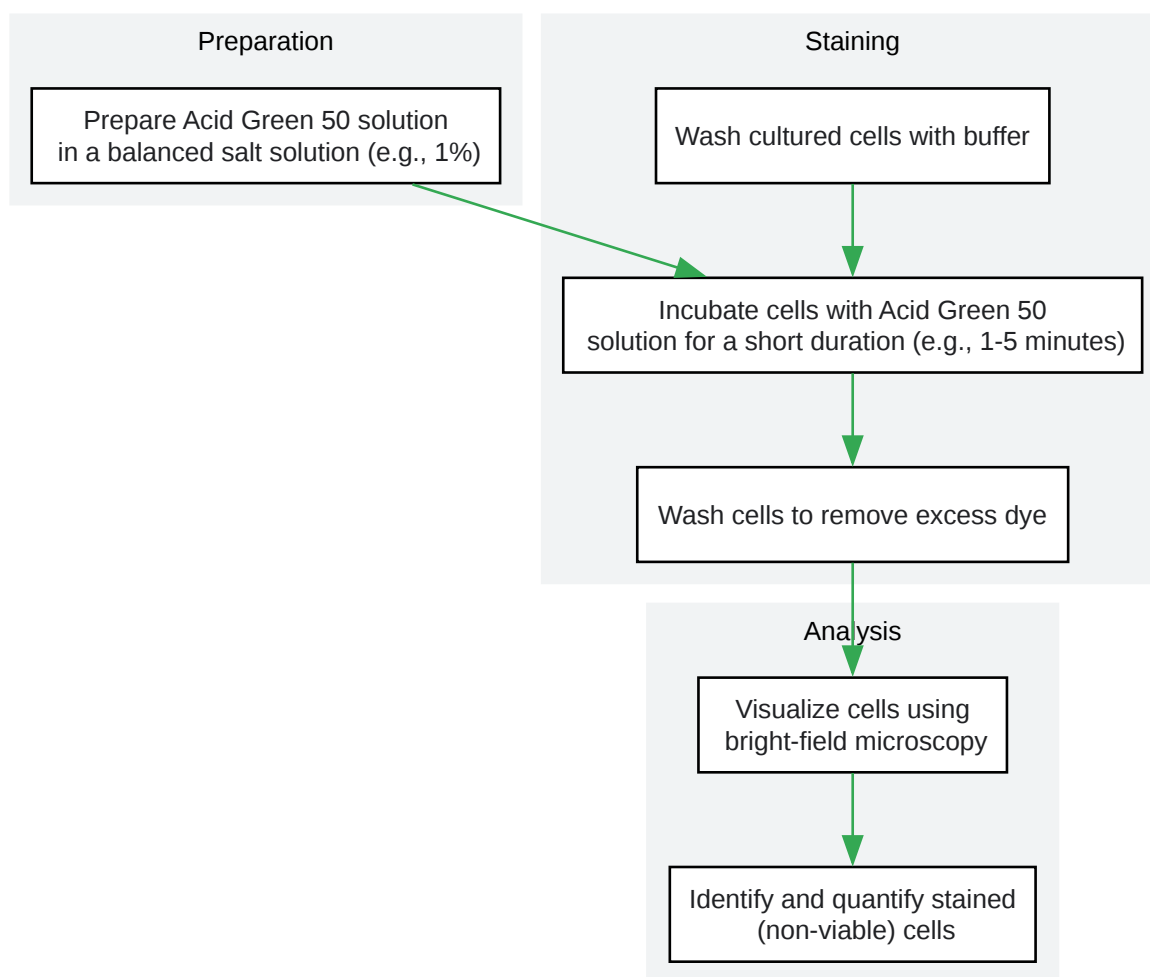 Preparation
Prepare Acid Green 50 solution
in a balanced salt solution (e.g., 1%)
Staining
Wash cultured cells with buffer
Incubate cells with Acid Green 50
solution for a short duration (e.g., 1-5 minutes)
Wash cells to remove excess dye
Analysis
Visualize cells using
bright-field microscopy
Identify and quantify stained
(non-viable) cells